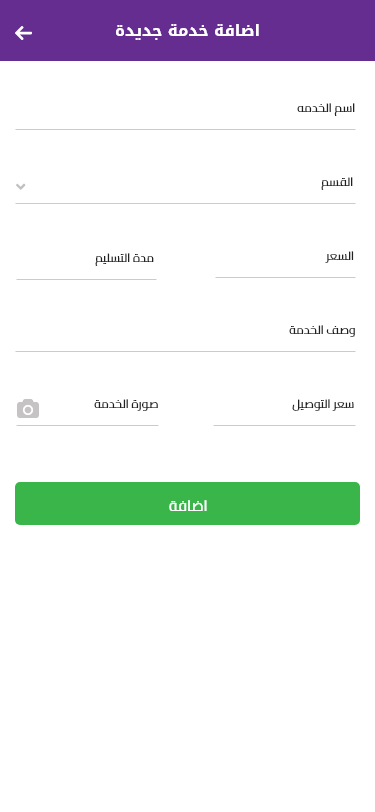 اضافة خدمة جديدة
اسم الخدمه
القسم
السعر
مدة التسليم
وصف الخدمة
سعر التوصيل
صورة الخدمة
اضافة